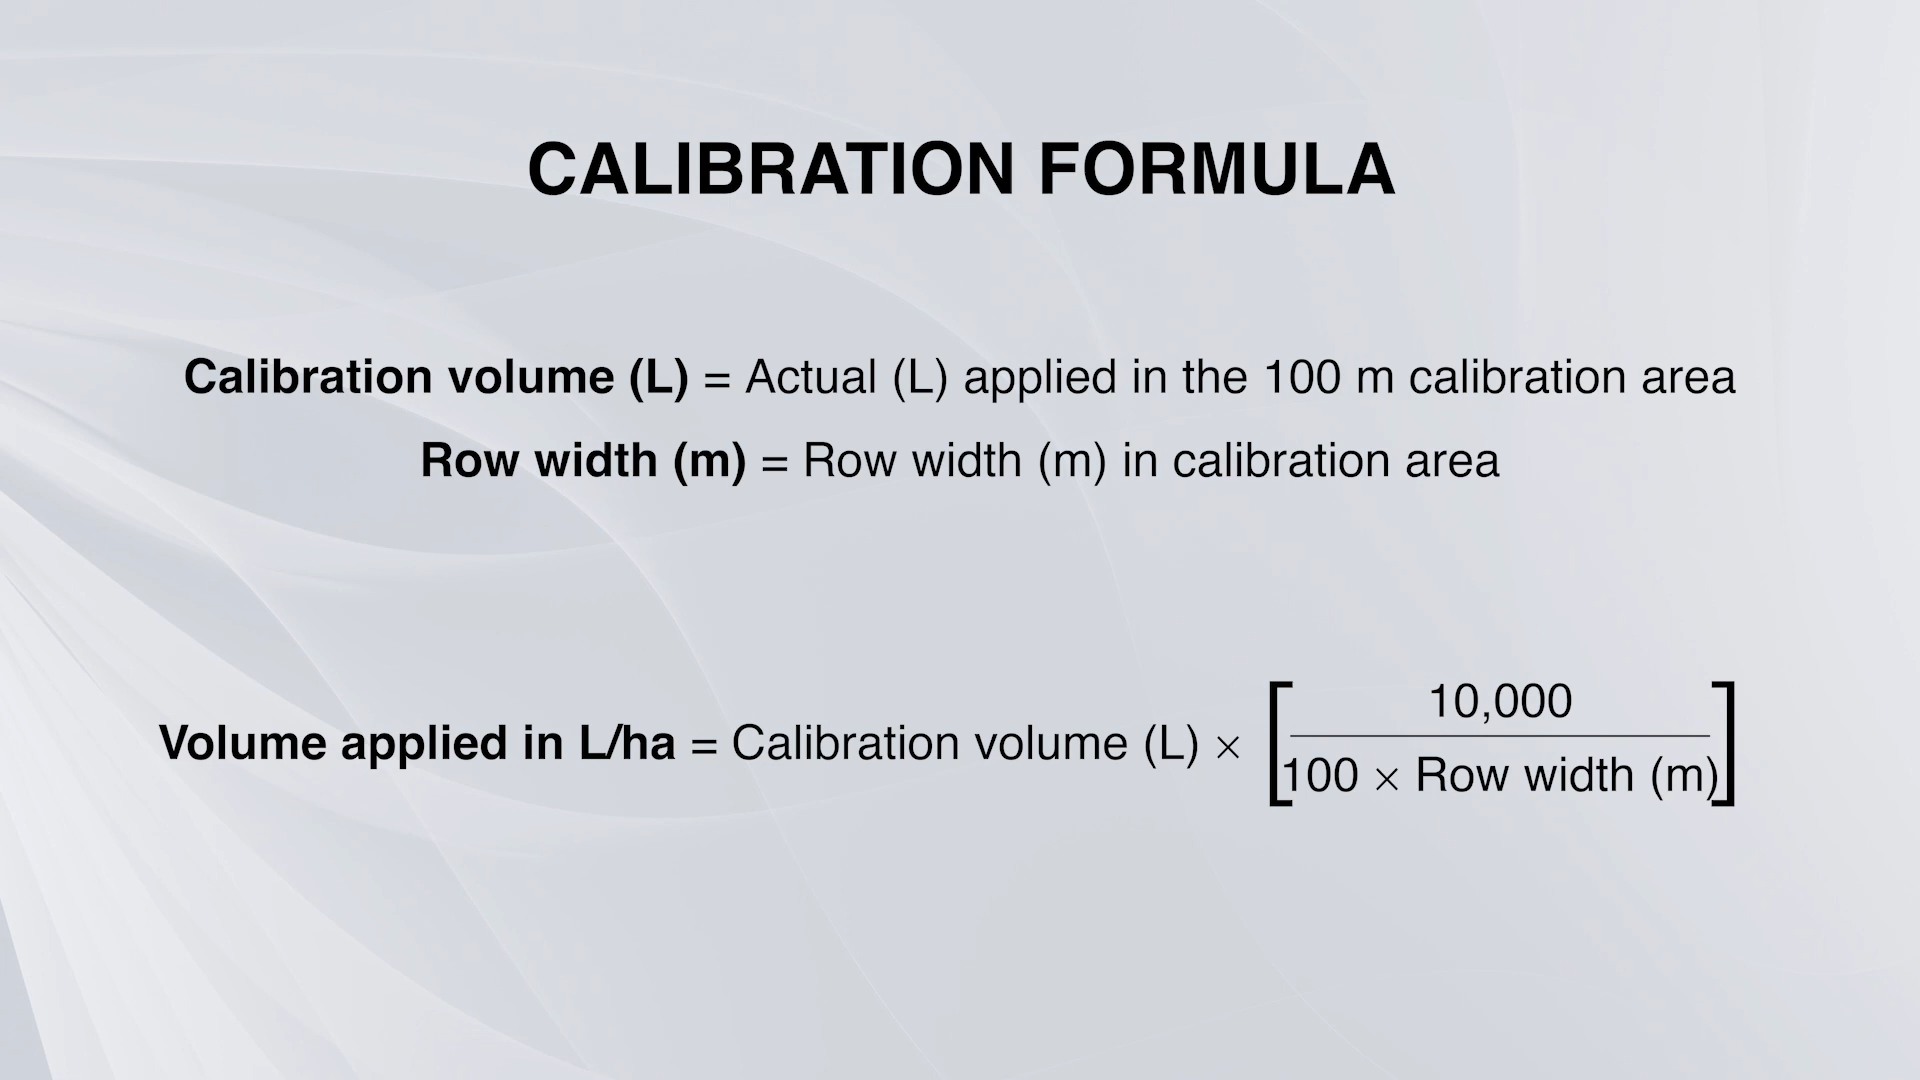 CALIBRATION FORMULA
Calibration volume (L) = Actual (L) applied in the 100 m calibration area
Row width (m) = Row width (m) in calibration area
Volume applied in L/ha = Calibration volume (L) × [10,000 / 100 × Row width (m)]